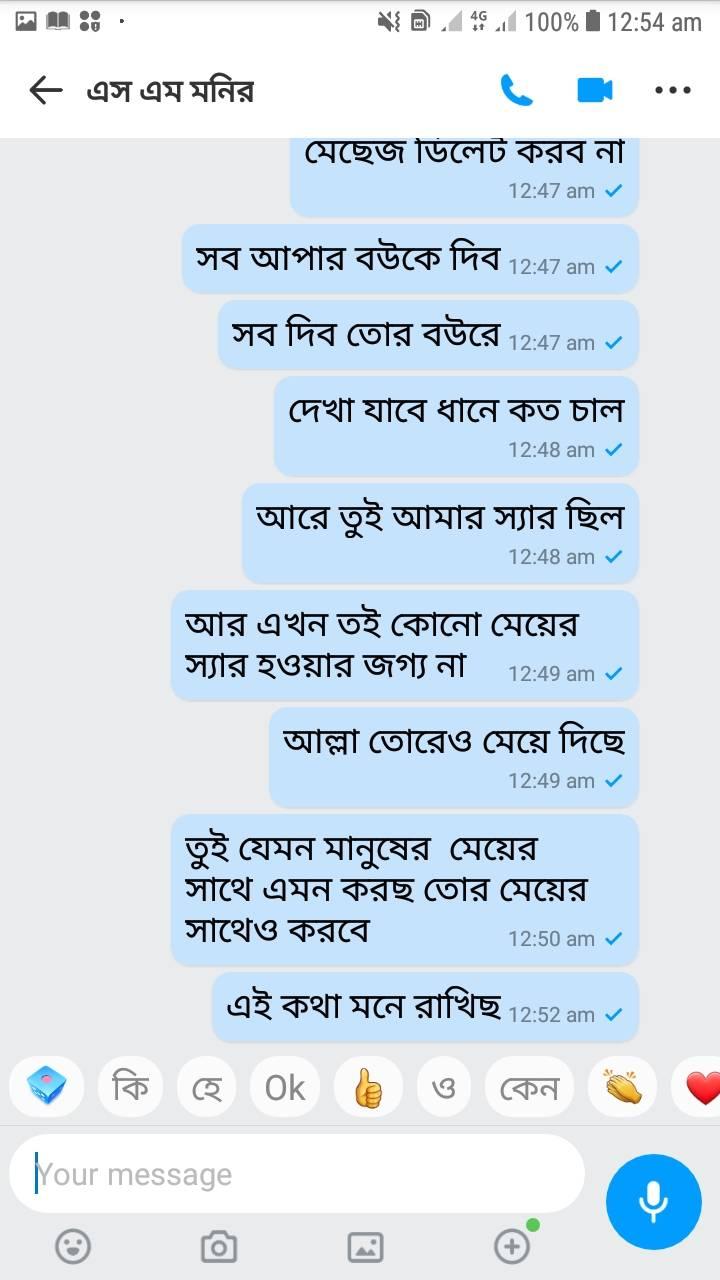 4G 100% 12:54 am
এস এম মনির
মেছেজ ডিলেট করব না
12:47 am
সব আপার বউকে দিব 12:47 am
সব দিব তোর বউরে 12:47 am
দেখা যাবে ধানে কত চাল
12:48 am
আরে তুই আমার স্যার ছিল
12:48 am
আর এখন তই কোনো মেয়ের
স্যার হওয়ার জগ্য না 12:49 am
আল্লা তোরেও মেয়ে দিছে
12:49 am
তুই যেমন মানুষের মেয়ের
সাথে এমন করছ তোর মেয়ের
সাথেও করবে 12:50 am
এই কথা মনে রাখিছ 12:52 am
কি হে Ok ও কেন
Your message